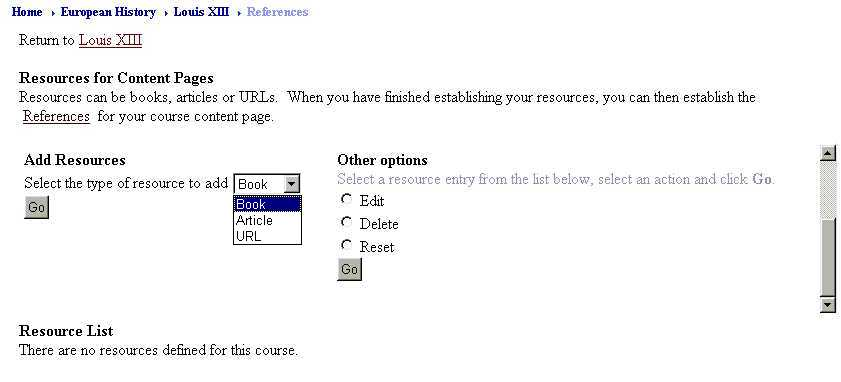 Home › European History › Louis XIII › References
Return to Louis XIII
Resources for Content Pages
Resources can be books, articles or URLs. When you have finished establishing your resources, you can then establish the
References for your course content page.
Add Resources
Select the type of resource to add Book
Book
Article
URL
Go
Other options
Select a resource entry from the list below, select an action and click Go.
Edit
Delete
Reset
Go
Resource List
There are no resources defined for this course.